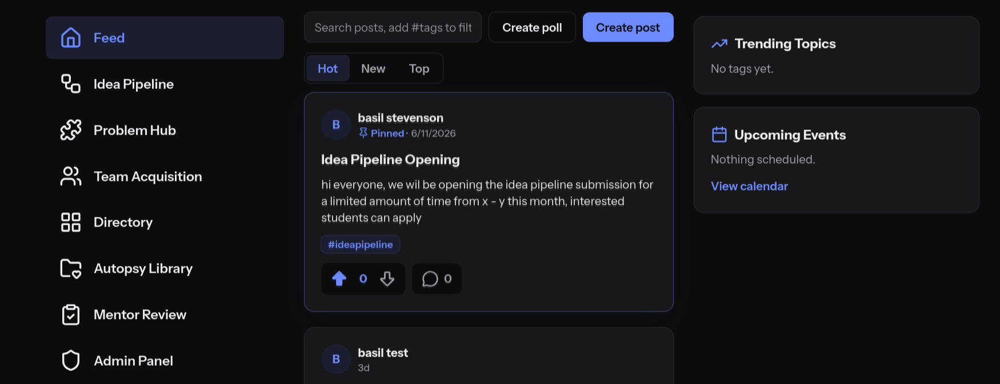 Feed
Idea Pipeline
Problem Hub
Team Acquisition
Directory
Autopsy Library
Mentor Review
Admin Panel
Search posts, add #tags to filt
Create poll
Create post
Hot
New
Top
B
basil stevenson
Pinned · 6/11/2026
Idea Pipeline Opening
hi everyone, we wil be opening the idea pipeline submission for
a limited amount of time from x - y this month, interested
students can apply
#ideapipeline
0
0
B
basil test
3d
Trending Topics
No tags yet.
Upcoming Events
Nothing scheduled.
View calendar